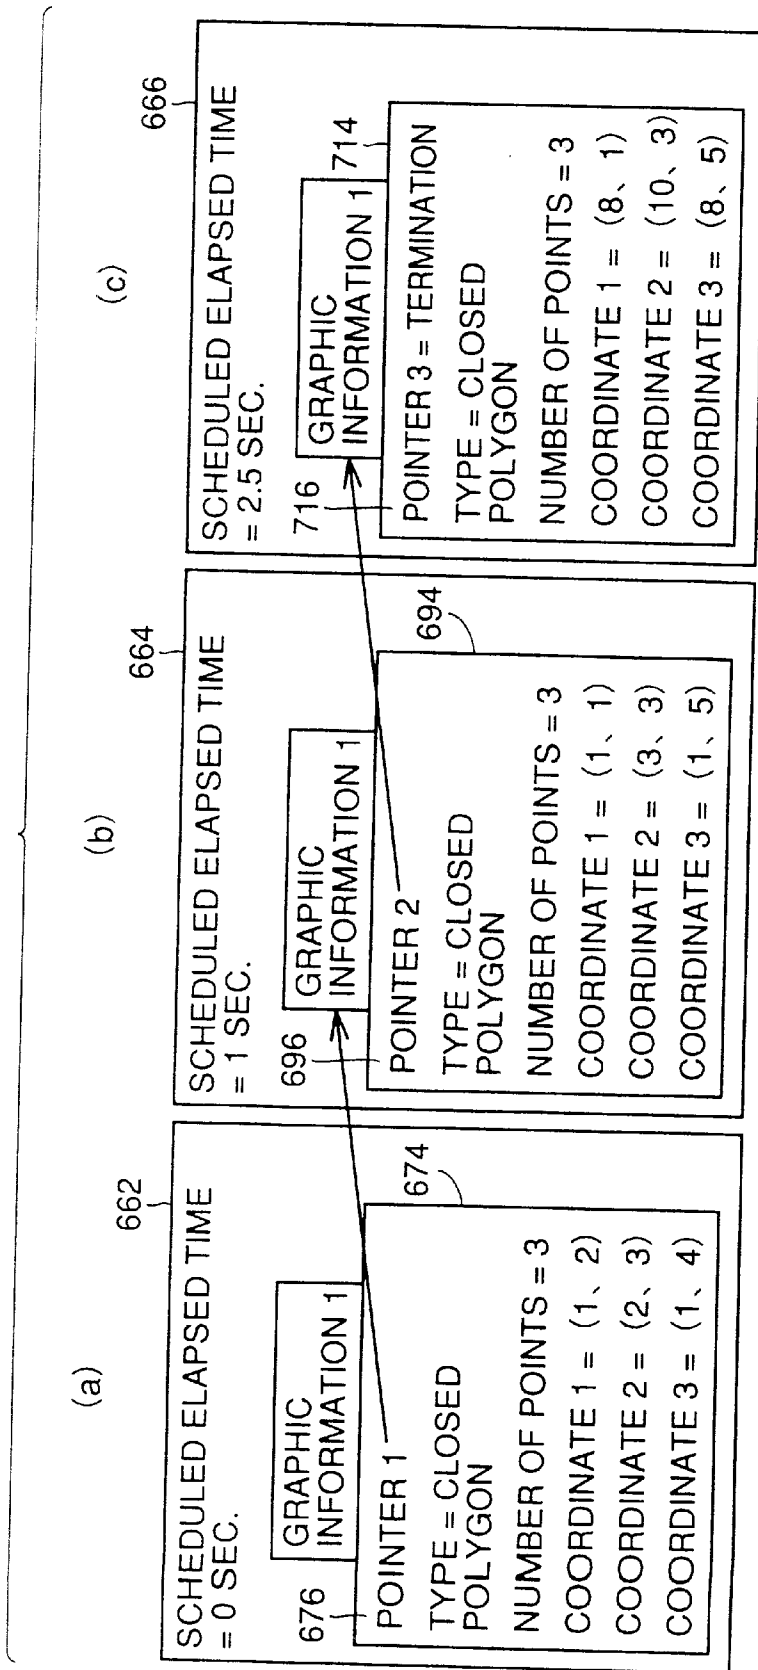 (a)
662
SCHEDULED ELAPSED TIME
= 0 SEC.
GRAPHIC
INFORMATION 1
676
674
POINTER 1
TYPE = CLOSED
POLYGON
NUMBER OF POINTS = 3
COORDINATE 1 = (1、2)
COORDINATE 2 = (2、3)
COORDINATE 3 = (1、4)
(b)
664
SCHEDULED ELAPSED TIME
= 1 SEC.
GRAPHIC
INFORMATION 1
696
694
POINTER 2
TYPE = CLOSED
POLYGON
NUMBER OF POINTS = 3
COORDINATE 1 = (1、1)
COORDINATE 2 = (3、3)
COORDINATE 3 = (1、5)
(c)
666
SCHEDULED ELAPSED TIME
= 2.5 SEC.
GRAPHIC
INFORMATION 1
716
714
POINTER 3 = TERMINATION
TYPE = CLOSED
POLYGON
NUMBER OF POINTS = 3
COORDINATE 1 = (8、1)
COORDINATE 2 = (10、3)
COORDINATE 3 = (8、5)